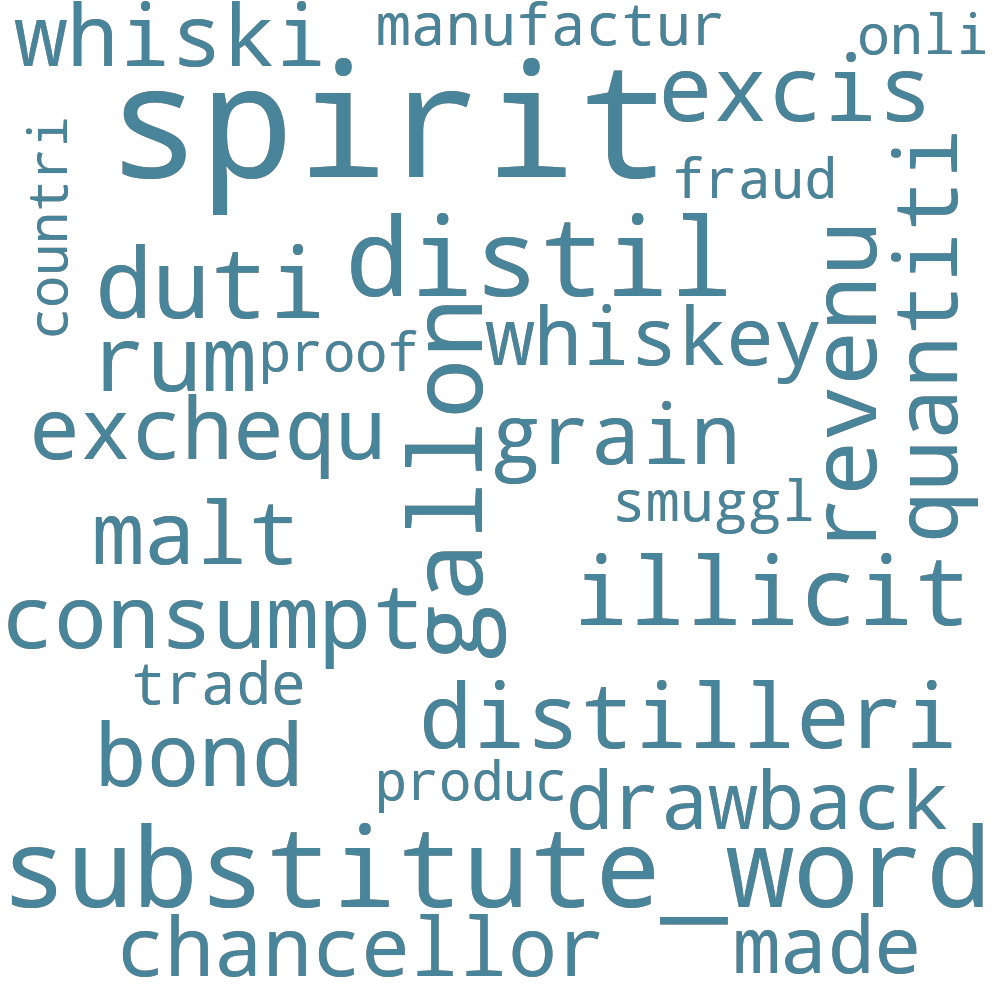 whiski
manufactur
onli
spirit
excis
countri
fraud
quantiti
distil
revenu
duti
gallon
whiskey
rum
proof
exchequ
grain
smuggl
malt
illicit
consumpt
trade
distilleri
bond
produc
drawback
substitute_word
chancellor
made